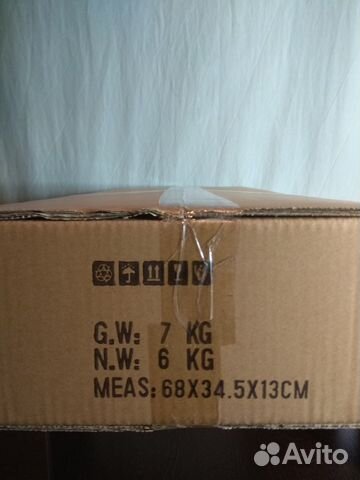 G.W: 7 KG
N.W: 6 KG
MEAS: 68X34.5X13CM
Avito